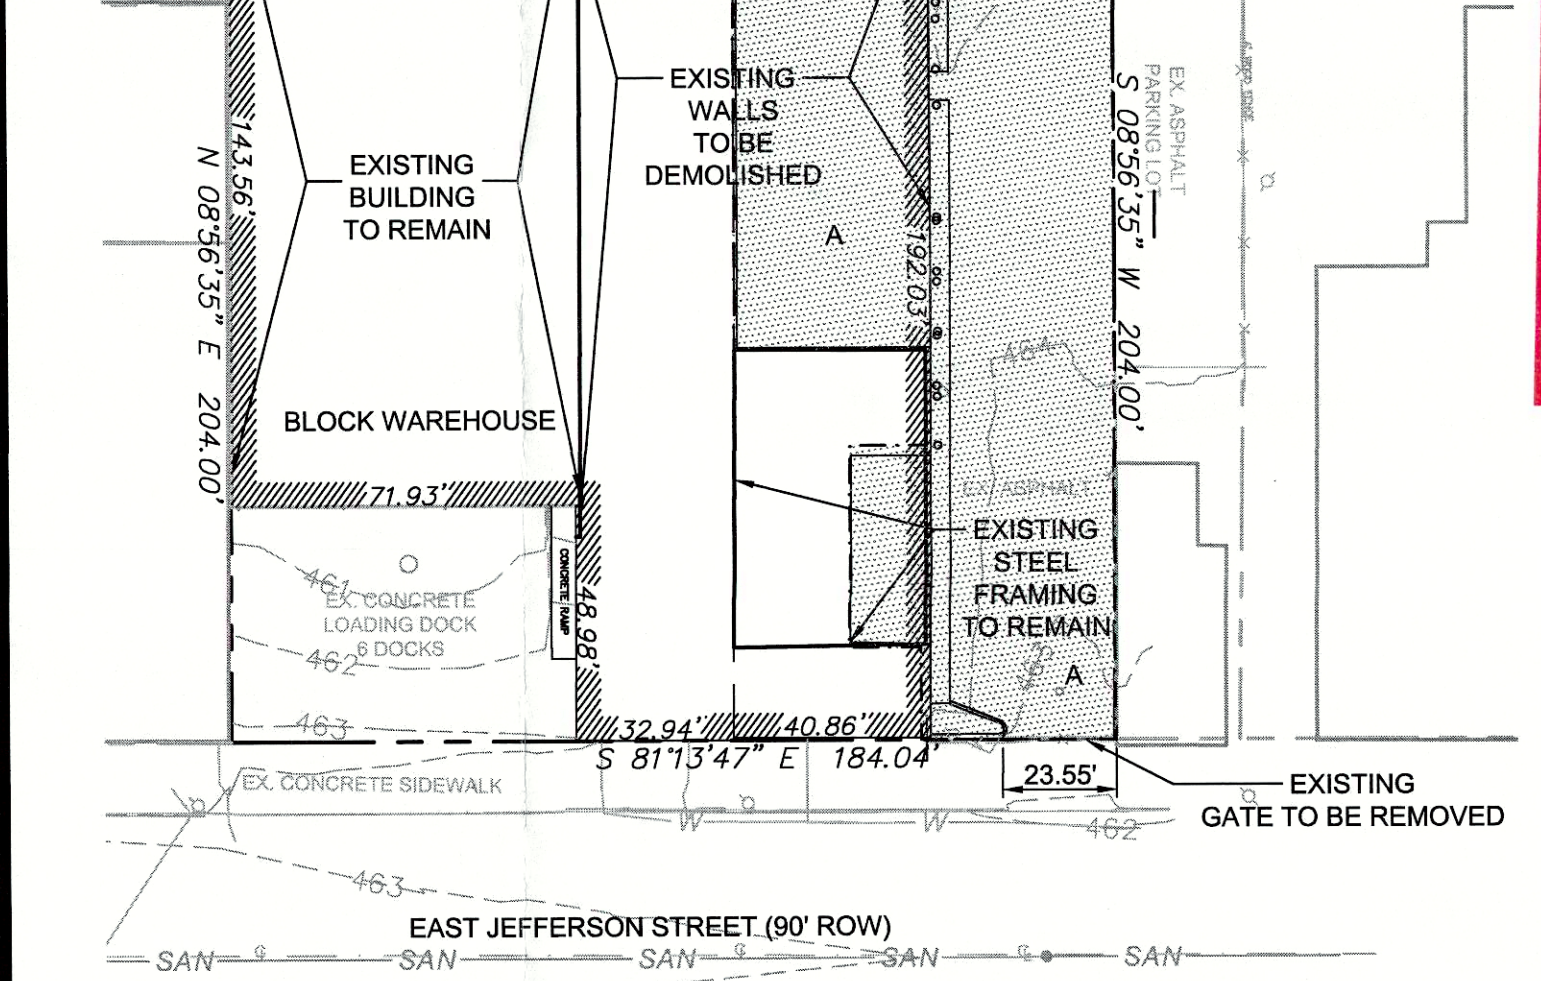 EXISTING
WALLS
TO BE
DEMOLISHED
EXISTING
BUILDING
TO REMAIN
143.56'
N 08°56'35" E 204.00'
A
192.03'
S 08°56'35" W 204.00'
EX. ASPHALT
PARKING LOT
464
BLOCK WAREHOUSE
71.93'
EX. ASPHALT
EXISTING
STEEL
FRAMING
TO REMAIN
A
CONCRETE RAMP
48.98'
461
EX. CONCRETE
LOADING DOCK
6 DOCKS
462
463
32.94'
40.86'
S 81°13'47" E 184.04'
23.55'
EXISTING
GATE TO BE REMOVED
EX. CONCRETE SIDEWALK
W
W
462
463
EAST JEFFERSON STREET (90' ROW)
SAN
SAN
SAN
SAN
SAN